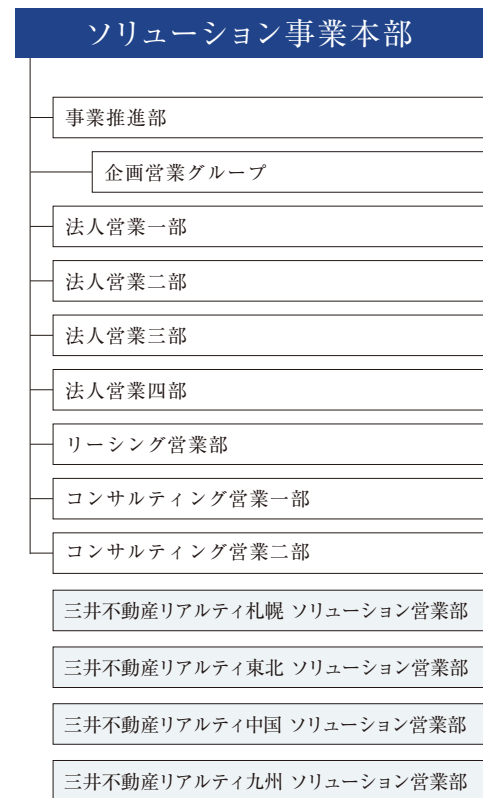 ソリューション事業本部
事業推進部
企画営業グループ
法人営業一部
法人営業二部
法人営業三部
法人営業四部
リーシング営業部
コンサルティング営業一部
コンサルティング営業二部
三井不動産リアルティ札幌 ソリューション営業部
三井不動産リアルティ東北 ソリューション営業部
三井不動産リアルティ中国 ソリューション営業部
三井不動産リアルティ九州 ソリューション営業部